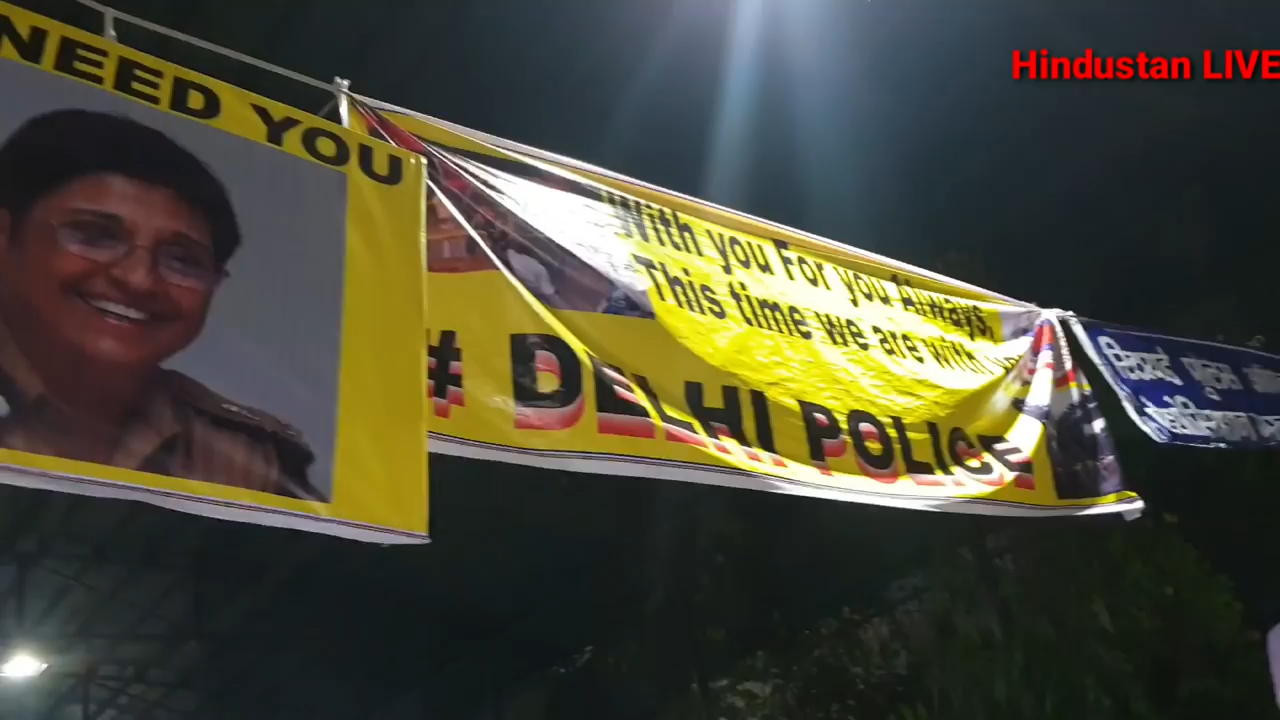 Hindustan LIVE
NEED YOU
With you For you Always,
This time we are with
# DELHI POLICE